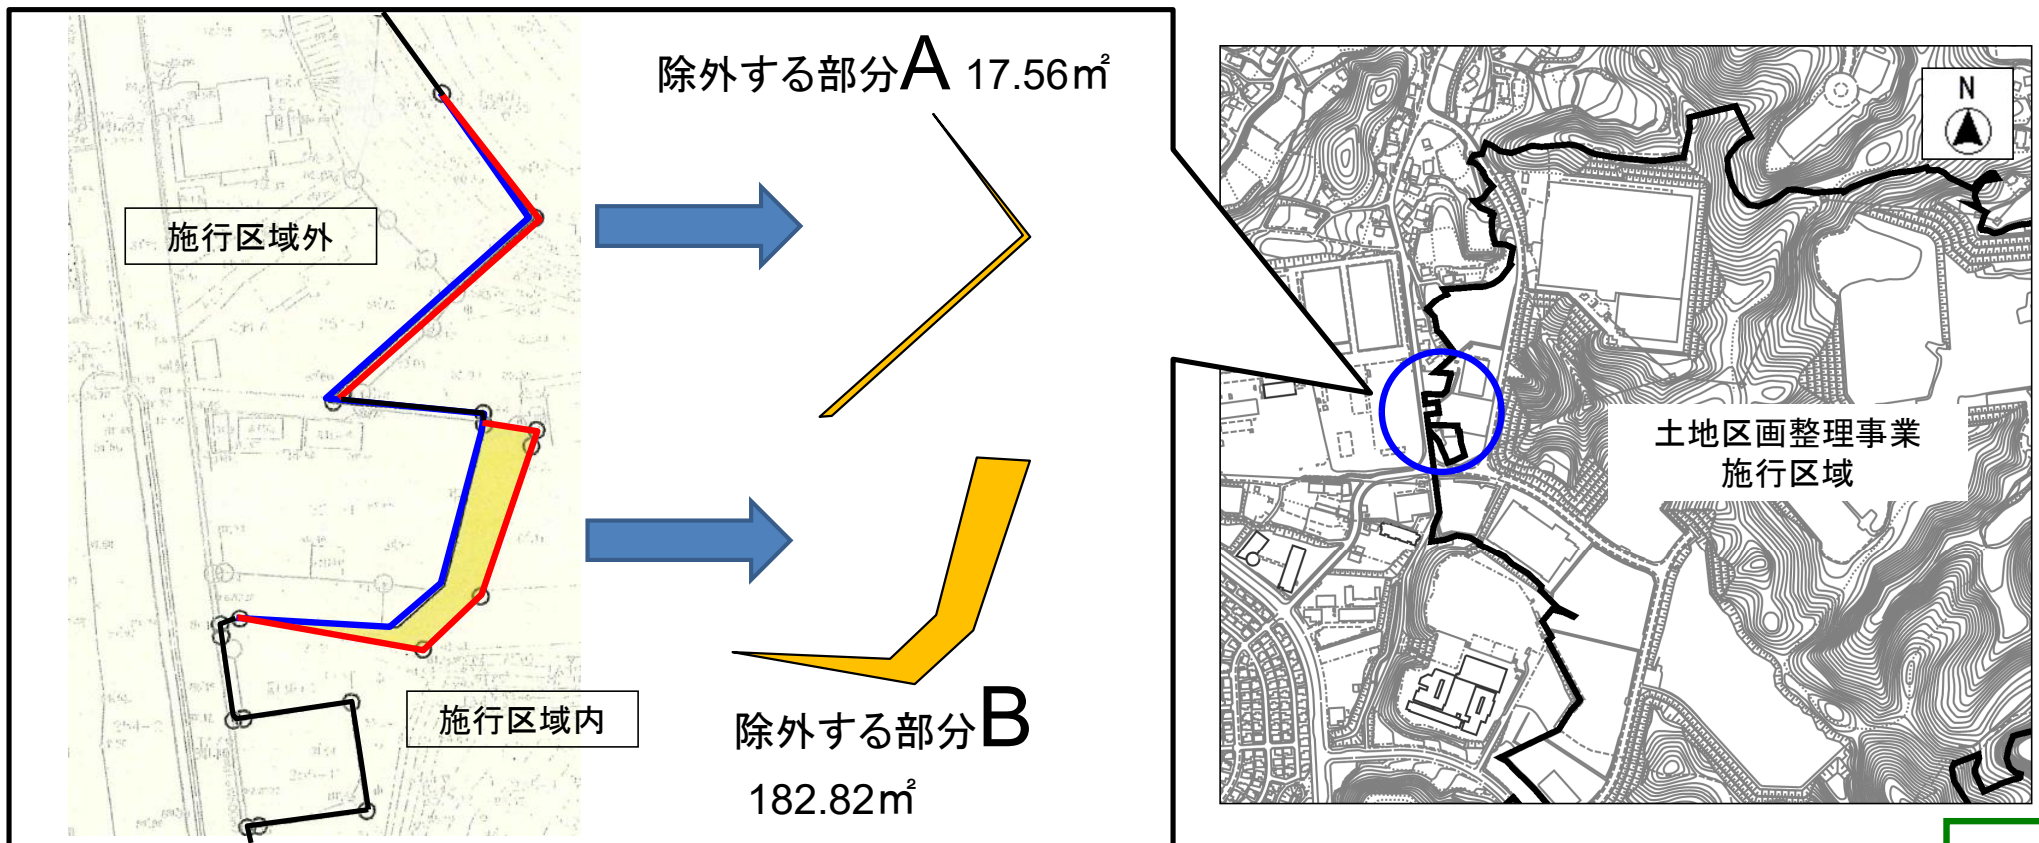 除外する部分A 17.56㎡
施行区域外
施行区域内
除外する部分B
182.82㎡
N
土地区画整理事業
施行区域